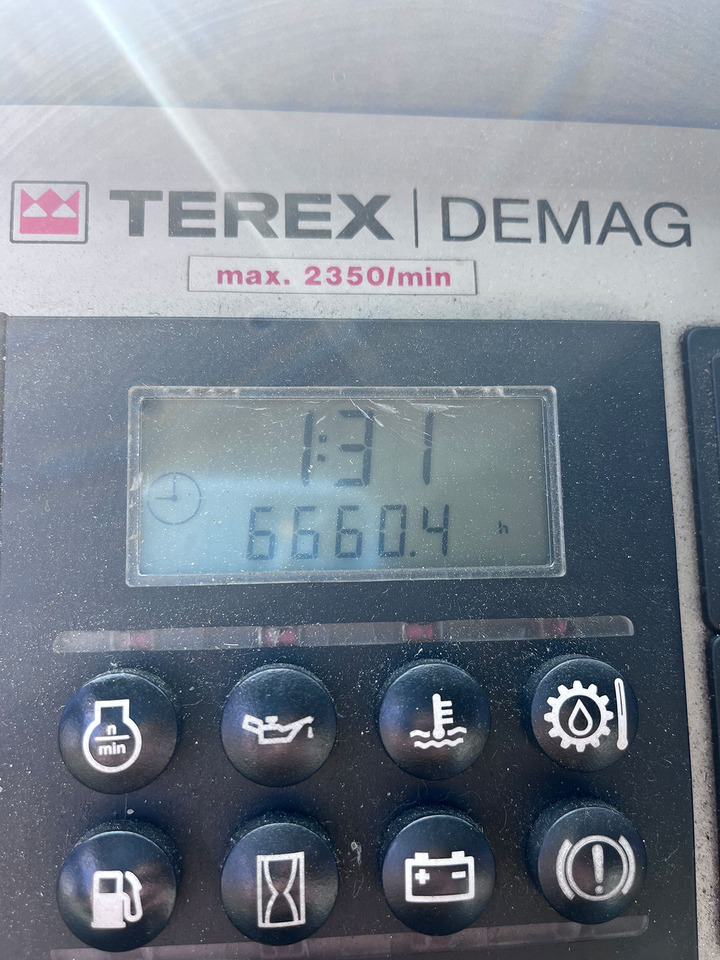 TEREX | DEMAG
max. 2350/min
1:31
6660.4 h
n
min
+ -
!